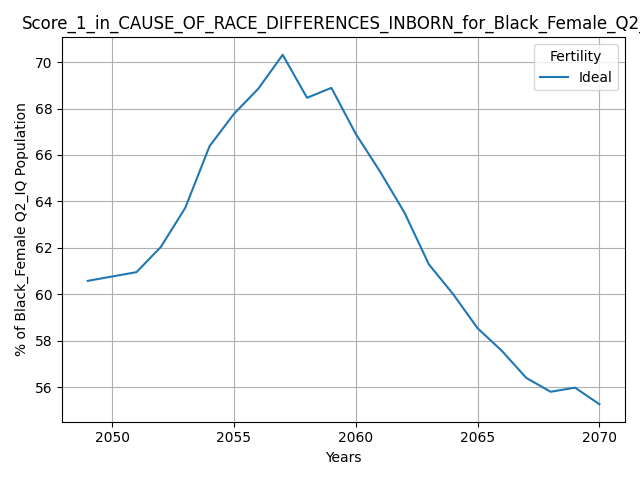 Score_1_in_CAUSE_OF_RACE_DIFFERENCES_INBORN_for_Black_Female_Q2_
Fertility
Ideal
70
68
66
64
62
60
58
56
% of Black_Female Q2_IQ Population
2050 2055 2060 2065 2070
Years